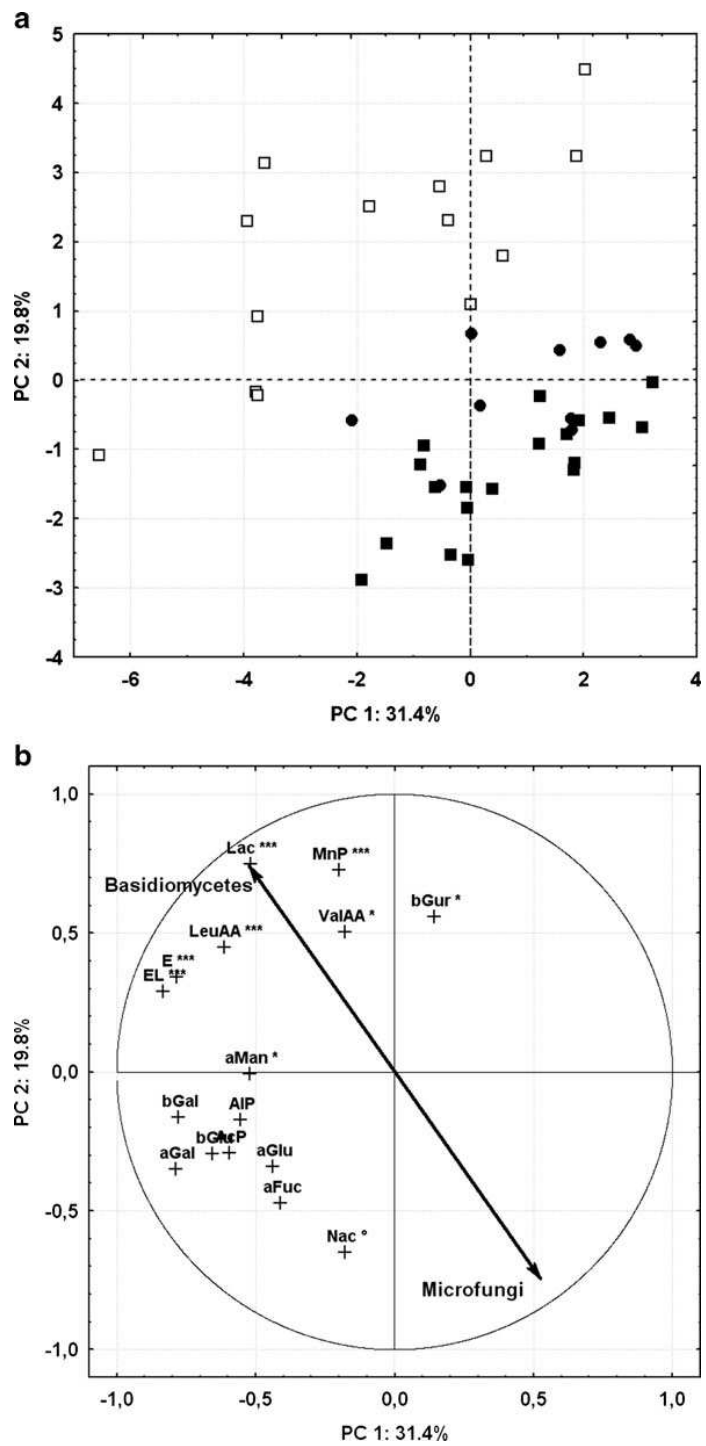 a
5
4
3
2
1
0
-1
-2
-3
-4
PC 2: 19.8%
-6
-4
-2
0
2
4
PC 1: 31.4%
b
1,0
0,5
0,0
-0,5
-1,0
PC 2: 19.8%
Lac ***
MnP ***
Basidiomycetes
bGur *
ValAA *
LeuAA ***
E ***
EL ***
aMan *
bGal
AlP
bGlu
AcP
aGal
aGlu
aFuc
Nac °
Microfungi
-1,0
-0,5
0,0
0,5
1,0
PC 1: 31.4%